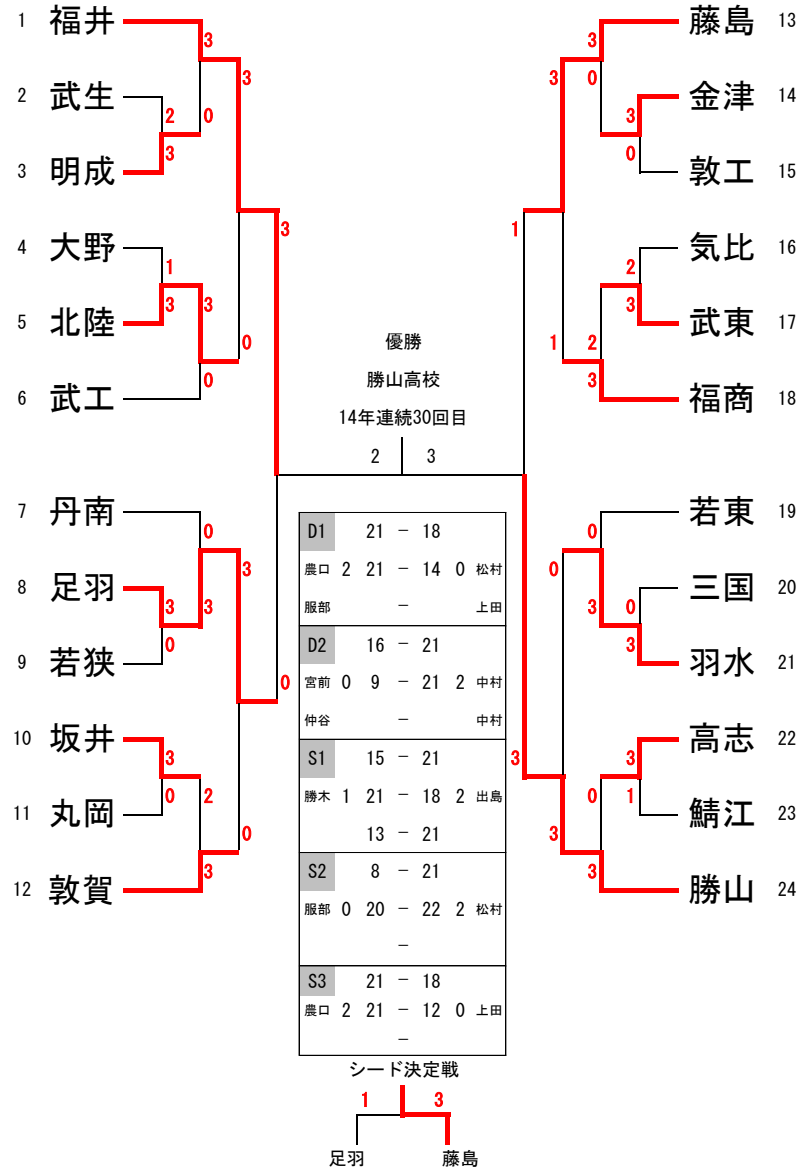 1 福井
3
3
2 武生
2
0
3
3 明成
3
4 大野
1
3
3
5 北陸
0
0
6 武工
7 丹南
0
3
8 足羽
3
3
0
9 若狭
0
10 坂井
3
0
2
11 丸岡
0
3
12 敦賀
藤島 13
3
3
0
金津 14
3
0
敦工 15
1
気比 16
2
3
武東 17
1
2
3
福商 18
若東 19
0
0
三国 20
3
0
3
羽水 21
3
高志 22
3
0
1
鯖江 23
3
3
勝山 24
優勝
勝山高校
14年連続30回目
2 3
D1 21 － 18
農口 2 21 － 14 0 松村
服部 － 上田
D2 16 － 21
宮前 0 9 － 21 2 中村
仲谷 － 中村
S1 15 － 21
勝木 1 21 － 18 2 出島
13 － 21
S2 8 － 21
服部 0 20 － 22 2 松村
－
S3 21 － 18
農口 2 21 － 12 0 上田
－
シード決定戦
1 3
足羽 藤島